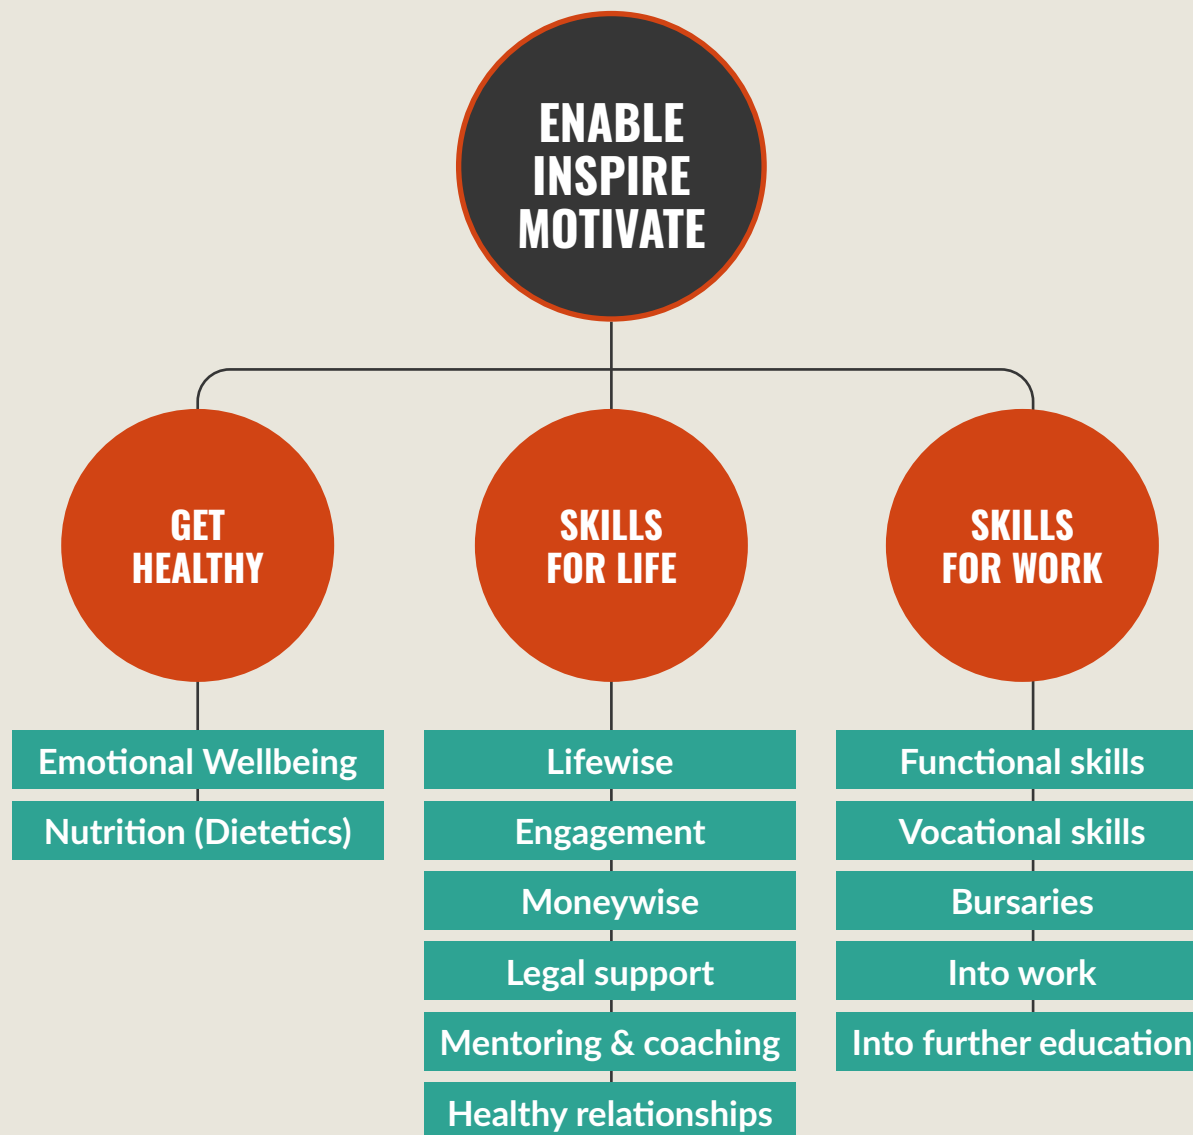 ENABLE
INSPIRE
MOTIVATE
GET
HEALTHY
Emotional Wellbeing
Nutrition (Dietetics)
SKILLS
FOR LIFE
Lifewise
Engagement
Moneywise
Legal support
Mentoring & coaching
Healthy relationships
SKILLS
FOR WORK
Functional skills
Vocational skills
Bursaries
Into work
Into further education